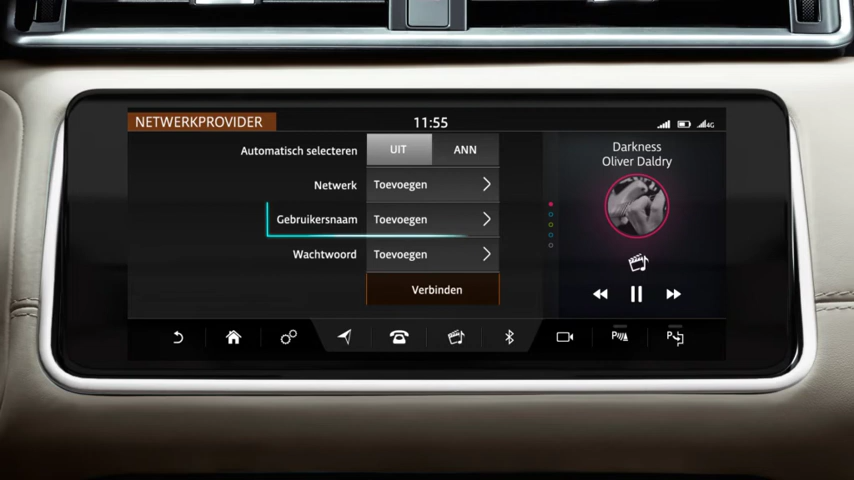 NETWERKPROVIDER
11:55
4G
Automatisch selecteren
UIT
ANN
Netwerk
Toevoegen
Gebruikersnaam
Toevoegen
Wachtwoord
Toevoegen
Verbinden
Darkness
Oliver Daldry
P
P